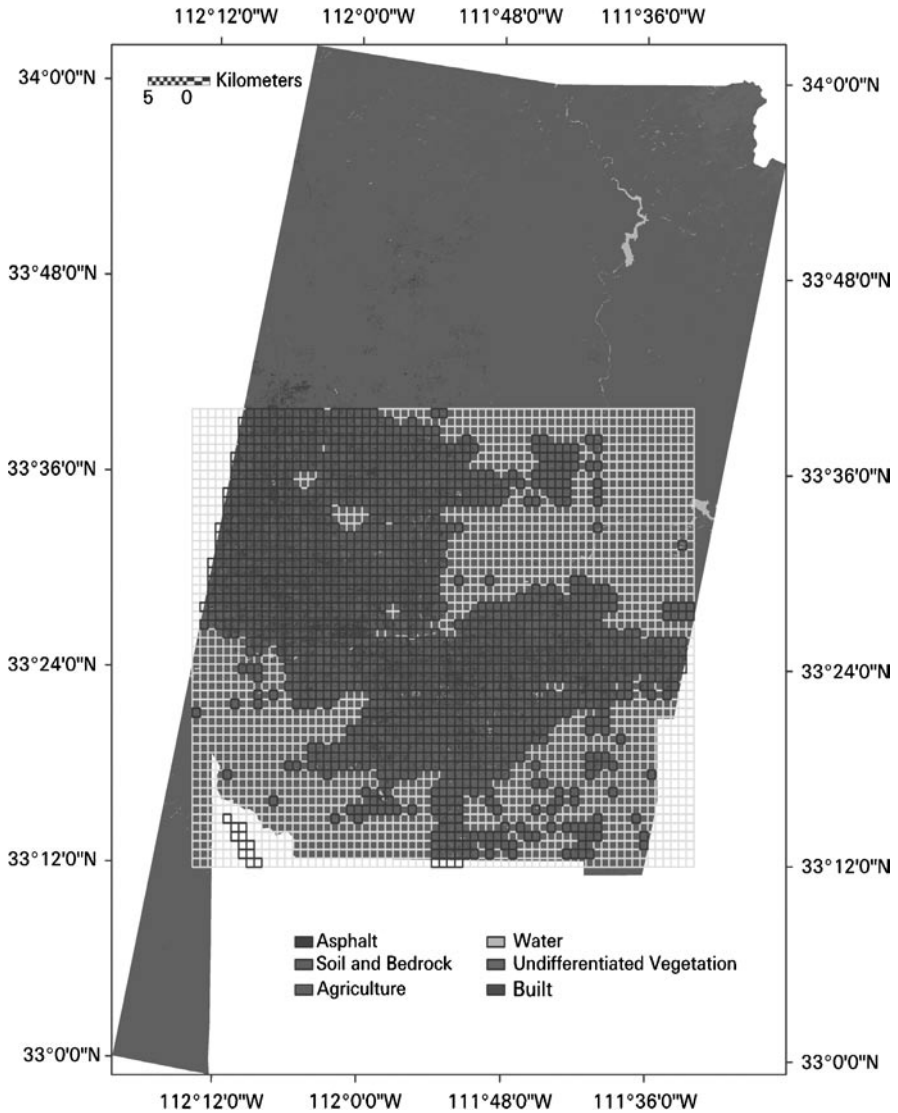 112°12'0"W 112°0'0"W 111°48'0"W 111°36'0"W
34°0'0"N 34°0'0"N
Kilometers
5 0
33°48'0"N 33°48'0"N
33°36'0"N 33°36'0"N
33°24'0"N 33°24'0"N
33°12'0"N 33°12'0"N
Asphalt Water
Soil and Bedrock Undifferentiated Vegetation
Agriculture Built
33°0'0"N 33°0'0"N
112°12'0"W 112°0'0"W 111°48'0"W 111°36'0"W